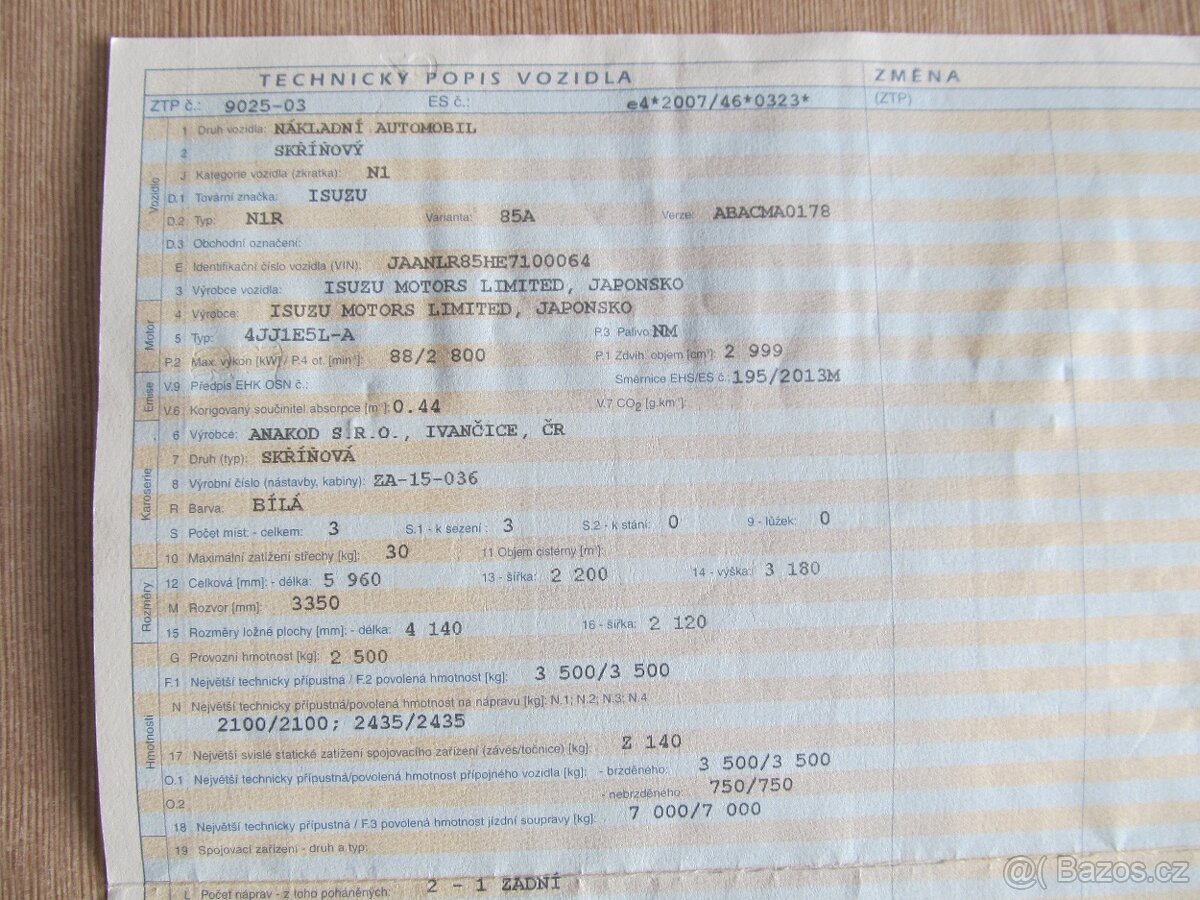 TECHNICKÝ POPIS VOZIDLA ZMĚNA
ZTP č.: 9025-03 ES č.: e4*2007/46*0323* (ZTP)
Vozidlo
1 Druh vozidla: NÁKLADNÍ AUTOMOBIL
2 SKŘÍŇOVÝ
J Kategorie vozidla (zkratka): N1
D.1 Tovární značka: ISUZU
D.2 Typ: N1R Varianta: 85A Verze: ABACMA0178
D.3 Obchodní označení:
E Identifikační číslo vozidla (VIN): JAANLR85HE7100064
3 Výrobce vozidla: ISUZU MOTORS LIMITED, JAPONSKO
Motor
4 Výrobce: ISUZU MOTORS LIMITED, JAPONSKO
5 Typ: 4JJ1E5L-A P.3 Palivo: NM
P.2 Max. výkon [kW] / P.4 ot. [min⁻¹]: 88/2 800 P.1 Zdvih. objem [cm³]: 2 999
Emise
V.9 Předpis EHK OSN č.: Směrnice EHS/ES č.: 195/2013M
V.6 Korigovaný součinitel absorpce [m⁻¹]: 0.44 V.7 CO₂ [g.km⁻¹]:
Karoserie
6 Výrobce: ANAKOD S.R.O., IVANČICE, ČR
7 Druh (typ): SKŘÍŇOVÁ
8 Výrobní číslo (nástavby, kabiny): ZA-15-036
R Barva: BÍLÁ
S Počet míst: - celkem: 3 S.1 - k sezení: 3 S.2 - k stání: 0 9 - lůžek: 0
10 Maximální zatížení střechy [kg]: 30 11 Objem cisterny [m³]:
Rozměry
12 Celková [mm]: - délka: 5 960 13 - šířka: 2 200 14 - výška: 3 180
M Rozvor [mm]: 3350
15 Rozměry ložné plochy [mm]: - délka: 4 140 16 - šířka: 2 120
Hmotnosti
G Provozní hmotnost [kg]: 2 500
F.1 Největší technicky přípustná / F.2 povolená hmotnost [kg]: 3 500/3 500
N Největší technicky přípustná/povolená hmotnost na nápravu [kg]: N.1; N.2; N.3; N.4
2100/2100; 2435/2435
17 Největší svislé statické zatížení spojovacího zařízení (závěs/točnice) [kg]: Z 140
O.1 Největší technicky přípustná/povolená hmotnost přípojného vozidla [kg]: - brzděného: 3 500/3 500
O.2 - nebrzděného: 750/750
18 Největší technicky přípustná / F.3 povolená hmotnost jízdní soupravy [kg]: 7 000/7 000
19 Spojovací zařízení - druh a typ:
L Počet náprav - z toho poháněných: 2 - 1 ZADNÍ
@( Bazos.cz